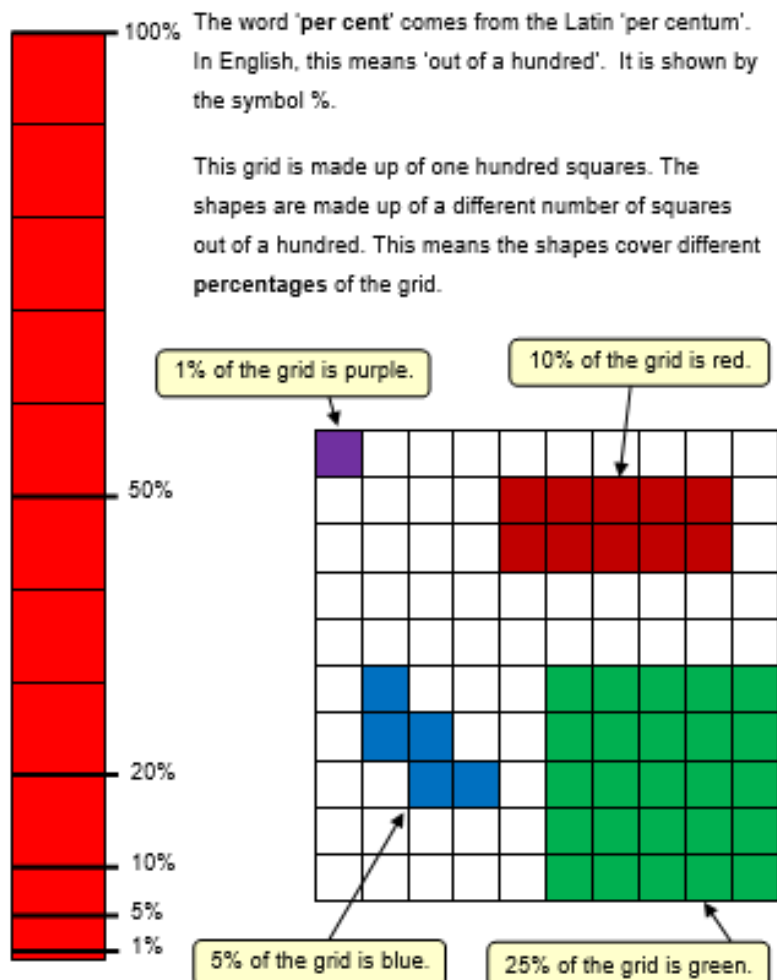 100%
The word 'per cent' comes from the Latin 'per centum'.
In English, this means 'out of a hundred'. It is shown by
the symbol %.
This grid is made up of one hundred squares. The
shapes are made up of a different number of squares
out of a hundred. This means the shapes cover different
percentages of the grid.
1% of the grid is purple.
10% of the grid is red.
50%
20%
10%
5%
1%
5% of the grid is blue.
25% of the grid is green.